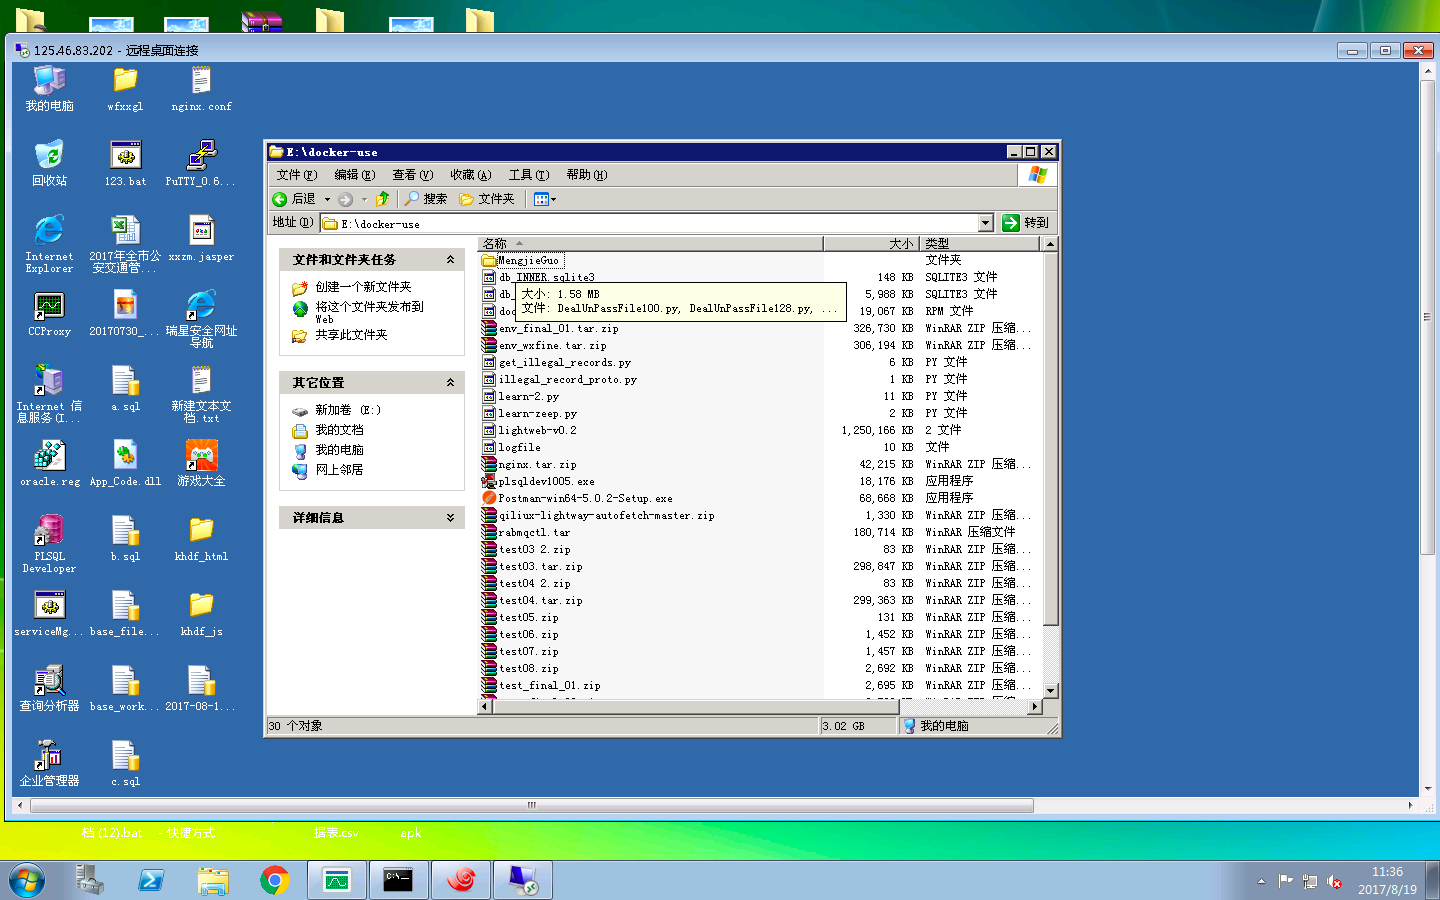 125.46.83.202 - 远程桌面连接
我的电脑
wfxxgl
nginx.conf
回收站
123.bat
PuTTY_0.6...
Internet Explorer
2017年全市公安交通管...
xxzm.jasper
CCProxy
20170730_...
瑞星安全网址导航
Internet 信息服务(I...
a.sql
新建文本文档.txt
oracle.reg
App_Code.dll
游戏大全
PLSQL Developer
b.sql
khdf_html
serviceMg...
base_file...
khdf_js
查询分析器
base_work...
2017-08-1...
企业管理器
c.sql
E:\docker-use
文件(F) 编辑(E) 查看(V) 收藏(A) 工具(T) 帮助(H)
后退 搜索 文件夹
地址(D) E:\docker-use 转到
文件和文件夹任务
创建一个新文件夹
将这个文件夹发布到 Web
共享此文件夹
其它位置
新加卷 (E:)
我的文档
我的电脑
网上邻居
详细信息
名称 大小 类型
MengjieGuo 文件夹
db_INNER.sqlite3 148 KB SQLITE3 文件
db_ 5,988 KB SQLITE3 文件
doc 19,067 KB RPM 文件
大小: 1.58 MB
文件: DealUnPassFile100.py, DealUnPassFile128.py, ...
env_final_01.tar.zip 326,730 KB WinRAR ZIP 压缩...
env_wxfine.tar.zip 306,194 KB WinRAR ZIP 压缩...
get_illegal_records.py 6 KB PY 文件
illegal_record_proto.py 1 KB PY 文件
learn-2.py 11 KB PY 文件
learn-zeep.py 2 KB PY 文件
lightweb-v0.2 1,250,166 KB 2 文件
logfile 10 KB 文件
nginx.tar.zip 42,215 KB WinRAR ZIP 压缩...
plsqldev1005.exe 18,176 KB 应用程序
Postman-win64-5.0.2-Setup.exe 68,668 KB 应用程序
qiliux-lightway-autofetch-master.zip 1,330 KB WinRAR ZIP 压缩...
rabmqctl.tar 180,714 KB WinRAR 压缩文件
test03 2.zip 83 KB WinRAR ZIP 压缩...
test03.tar.zip 298,847 KB WinRAR ZIP 压缩...
test04 2.zip 83 KB WinRAR ZIP 压缩...
test04.tar.zip 299,363 KB WinRAR ZIP 压缩...
test05.zip 131 KB WinRAR ZIP 压缩...
test06.zip 1,452 KB WinRAR ZIP 压缩...
test07.zip 1,457 KB WinRAR ZIP 压缩...
test08.zip 2,692 KB WinRAR ZIP 压缩...
test_final_01.zip 2,695 KB WinRAR ZIP 压缩...
30 个对象 3.02 GB 我的电脑
档 (12).bat - 快捷方式 据表.csv apk
11:36
2017/8/19